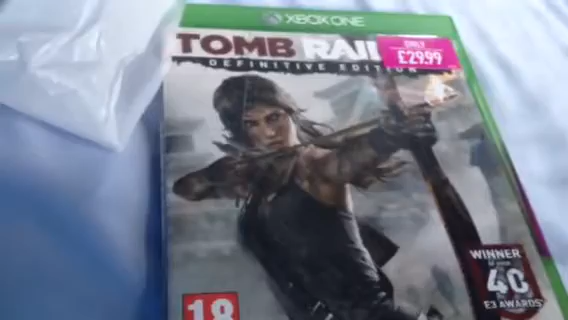 XBOX ONE
TOMB RAI
ONLY
£29.99
DEFINITIVE EDITION
WINNER
40
E3 AWARDS
18